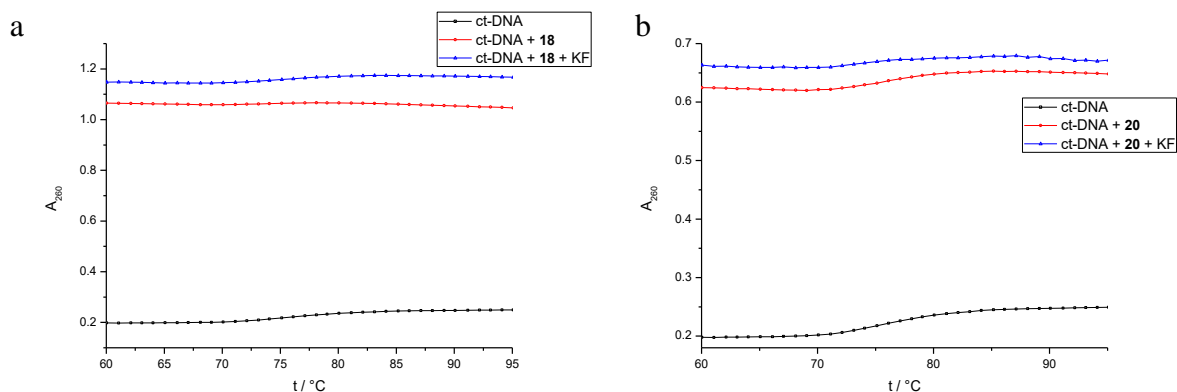 a
ct-DNA
ct-DNA + 18
ct-DNA + 18 + KF
1.2
1.0
0.8
0.6
0.4
0.2
A260
60 65 70 75 80 85 90 95
t / °C
b
ct-DNA
ct-DNA + 20
ct-DNA + 20 + KF
0.7
0.6
0.5
0.4
0.3
0.2
A260
60 70 80 90
t / °C